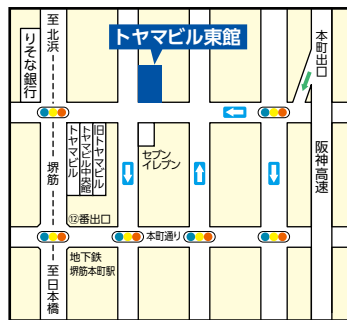 至北浜
りそな銀行
トヤマビル東館
本町出口
堺筋
トヤマビル
トヤマビル中央館
旧トヤマビル
セブン
イレブン
阪神高速
⑫番出口
本町通り
地下鉄
堺筋本町駅
至日本橋